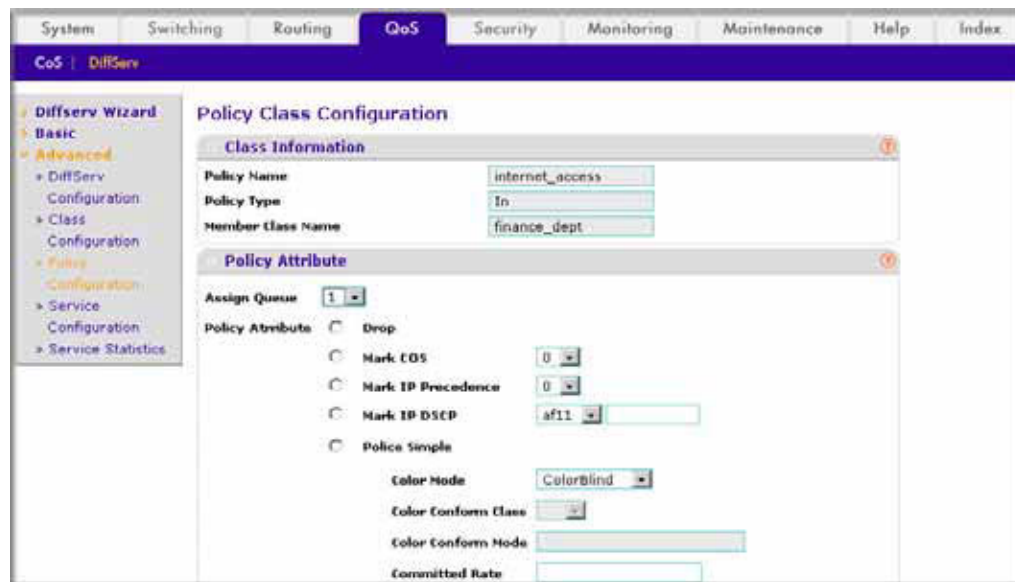 System Switching Routing QoS Security Monitoring Maintenance Help Index
CoS | DiffServ
Diffserv Wizard
Basic
Advanced
» DiffServ
Configuration
» Class
Configuration
» Policy
Configuration
» Service
Configuration
» Service Statistics
Policy Class Configuration
Class Information
Policy Name internet_access
Policy Type In
Member Class Name finance_dept
Policy Attribute
Assign Queue 1
Policy Attribute Drop
Mark COS 0
Mark IP Precedence 0
Mark IP DSCP af11
Police Simple
Color Mode ColorBlind
Color Conform Class
Color Conform Mode
Committed Rate